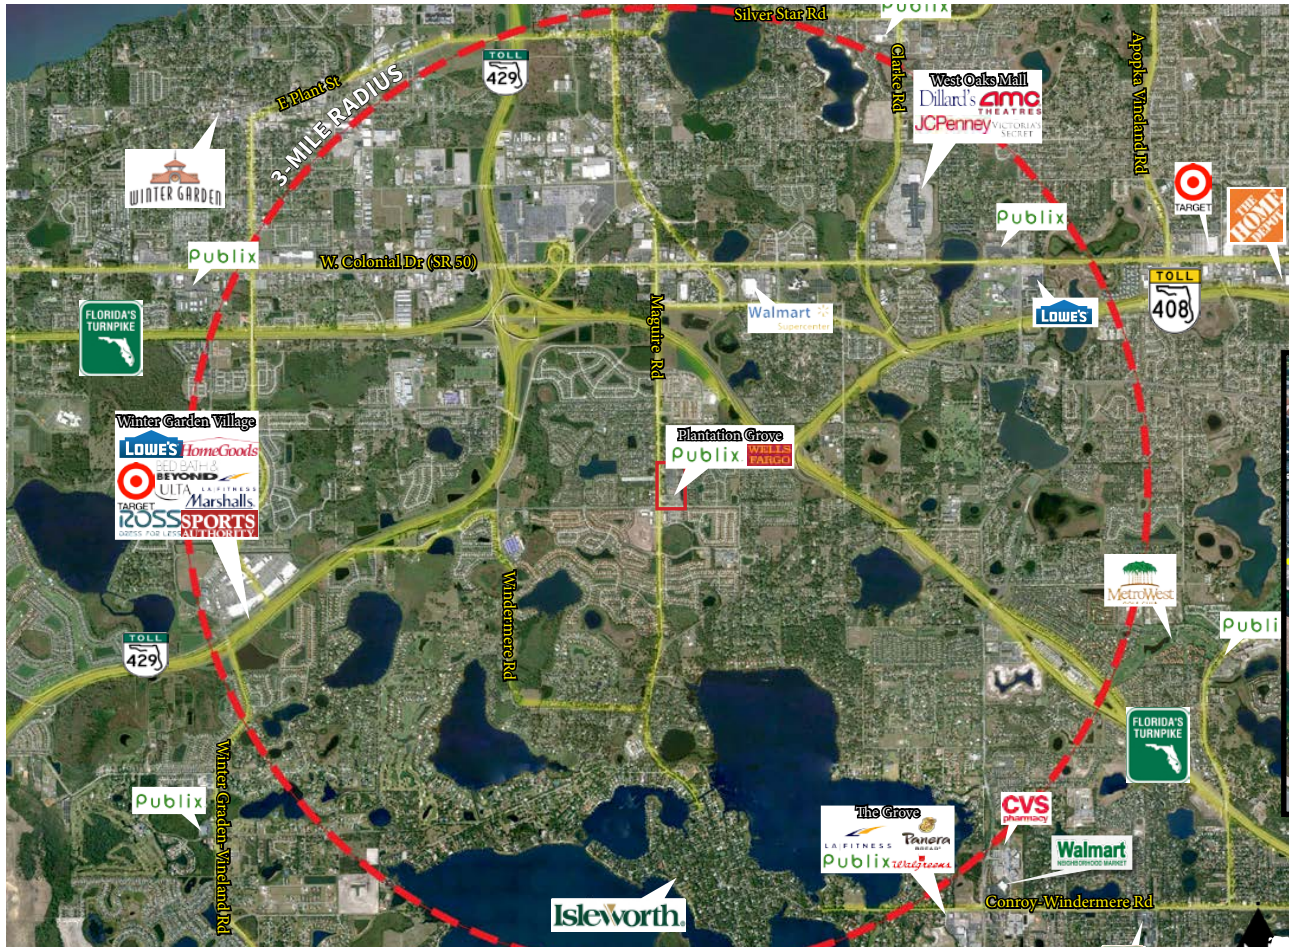 Silver Star Rd
Publix
TOLL
429
E Plant St
3-MILE RADIUS
Clarke Rd
Apopka Vineland Rd
West Oaks Mall
Dillard's amc
THEATRES
JCPenney VICTORIA'S
SECRET
WINTER GARDEN
TARGET
THE
HOME
DEPOT
Publix
Publix
W. Colonial Dr (SR 50)
TOLL
408
FLORIDA'S
TURNPIKE
Maguire Rd
Walmart
Supercenter
LOWE'S
Winter Garden Village
LOWE'S HomeGoods
BED BATH &
BEYOND
ULTA LA FITNESS
TARGET Marshalls
ROSS SPORTS
DRESS FOR LESS AUTHORITY
Plantation Grove
Publix WELLS
FARGO
Windermere Rd
MetroWest
GOLF CLUB
Publi
TOLL
429
FLORIDA'S
TURNPIKE
Winter Graden-Vineland Rd
Publix
The Grove
LA FITNESS Panera
BREAD
Publix Walgreens
CVS
pharmacy
Walmart
NEIGHBORHOOD MARKET
Isleworth
Conroy-Windermere Rd